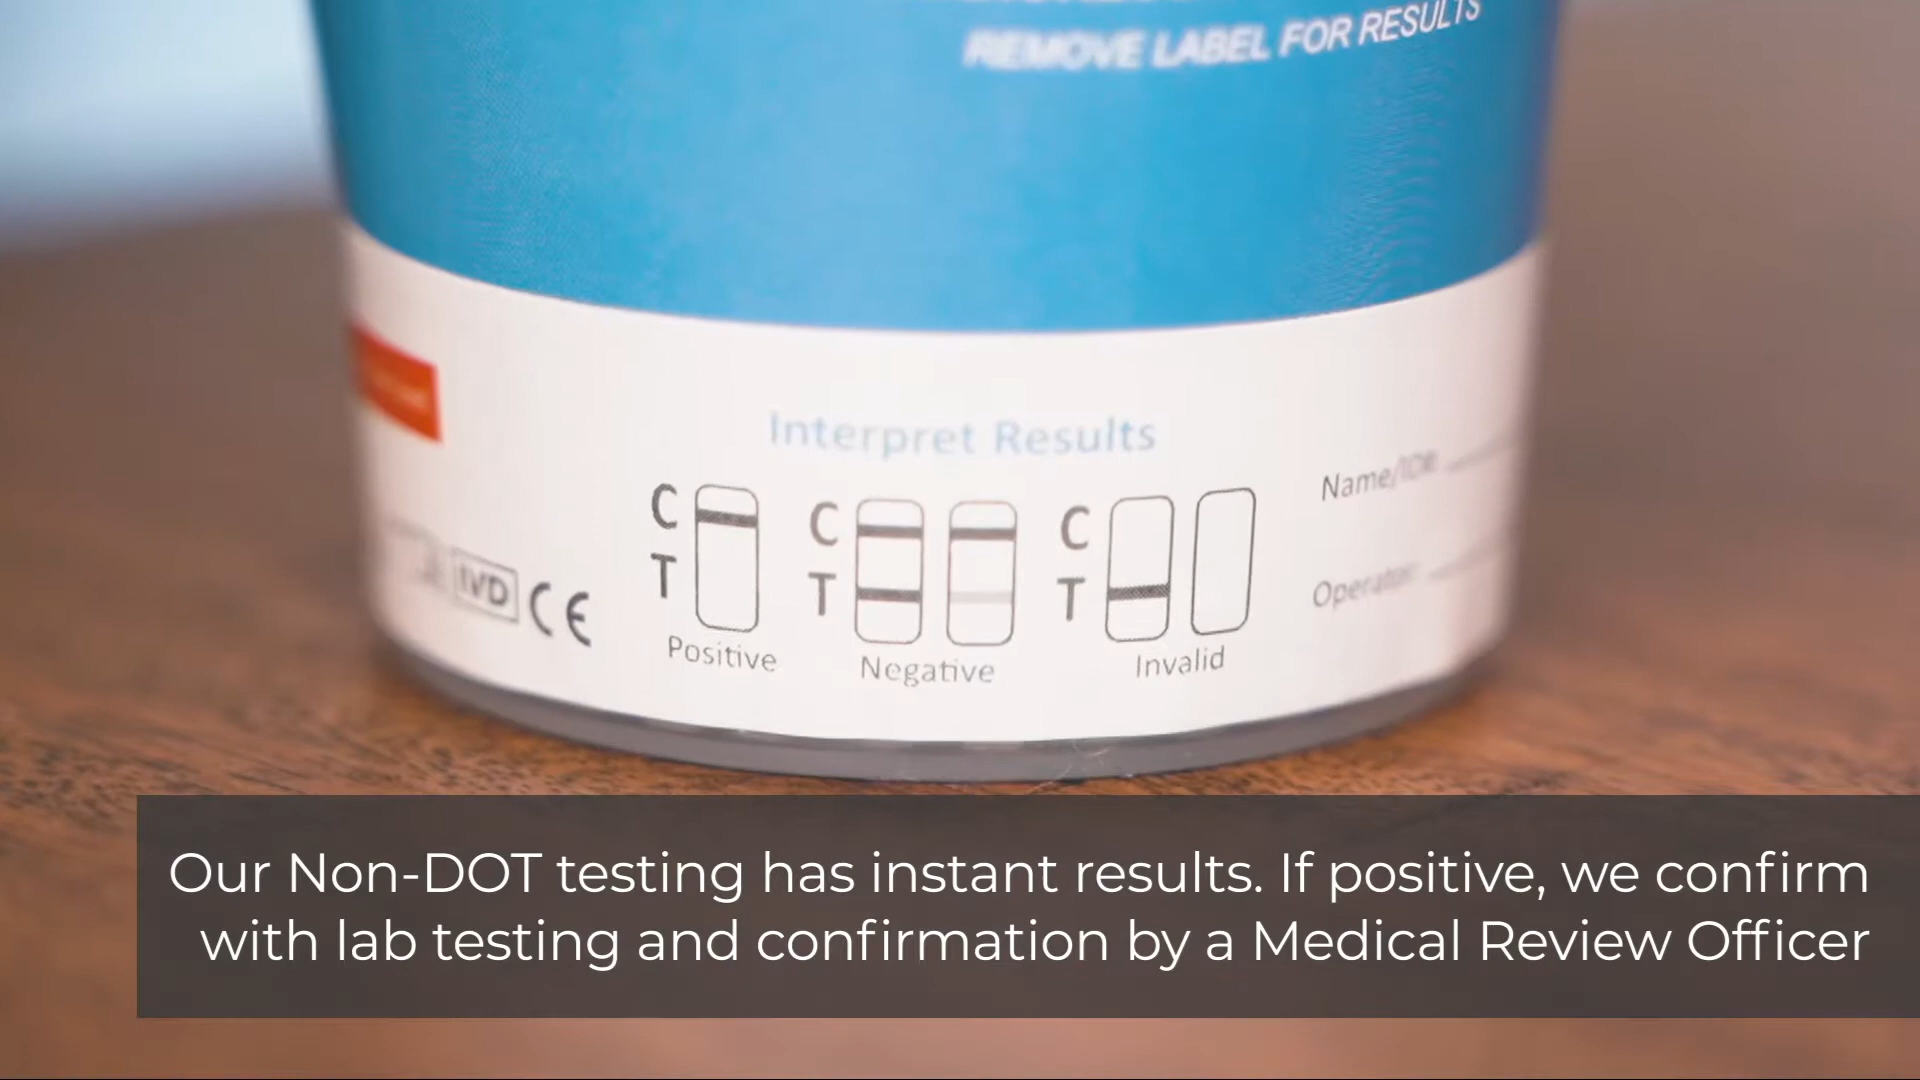 REMOVE LABEL FOR RESULTS
Interpret Results
C
T
Positive
C
T
Negative
C
T
Invalid
Name/ID#
Operator:
IVD CE
Our Non-DOT testing has instant results. If positive, we confirm
with lab testing and confirmation by a Medical Review Officer